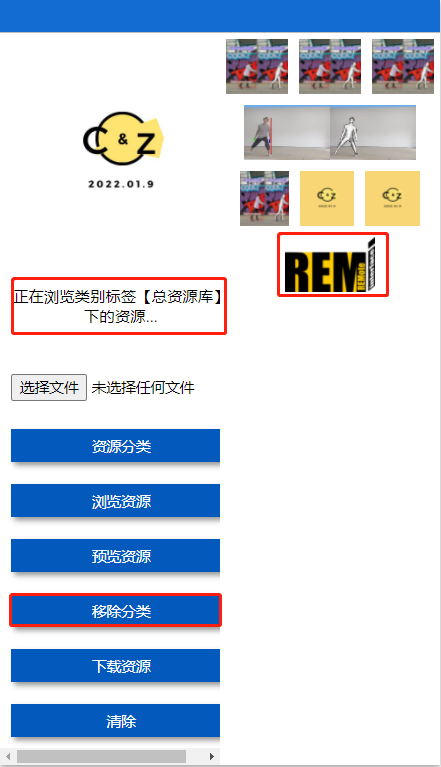 C & Z
2022.01.9
正在浏览类别标签【总资源库】
下的资源...
选择文件 未选择任何文件
资源分类
浏览资源
预览资源
移除分类
下载资源
清除
REMi
REMote